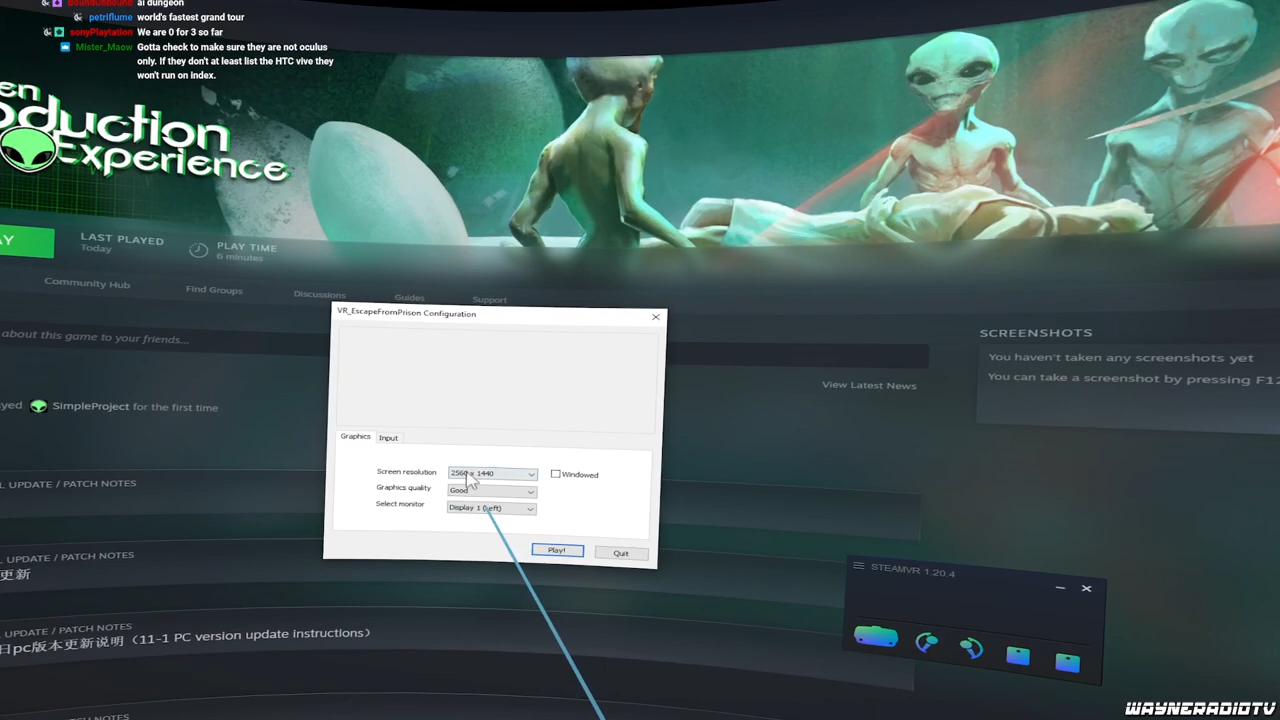 ai dungeon
petriflume world's fastest grand tour
sonyPlaytation We are 0 for 3 so far
Mister_Maow Gotta check to make sure they are not oculus
only. If they don't at least list the HTC vive they
won't run on index.
duction
Experience
LAST PLAYED
Today
PLAY TIME
6 minutes
Community Hub
Find Groups
Discussions
Guides
Support
about this game to your friends...
SimpleProject for the first time
View Latest News
SCREENSHOTS
You haven't taken any screenshots yet
You can take a screenshot by pressing F12
VR_EscapeFromPrison Configuration
Graphics
Input
Screen resolution
2560 x 1440
Windowed
Graphics quality
Good
Select monitor
Display 1 (Left)
Play!
Quit
UPDATE / PATCH NOTES
UPDATE / PATCH NOTES
更新
UPDATE / PATCH NOTES
日pc版本更新说明（11-1 PC version update instructions）
PATCH NOTES
STEAMVR 1.20.4
WAYNERADIOTV